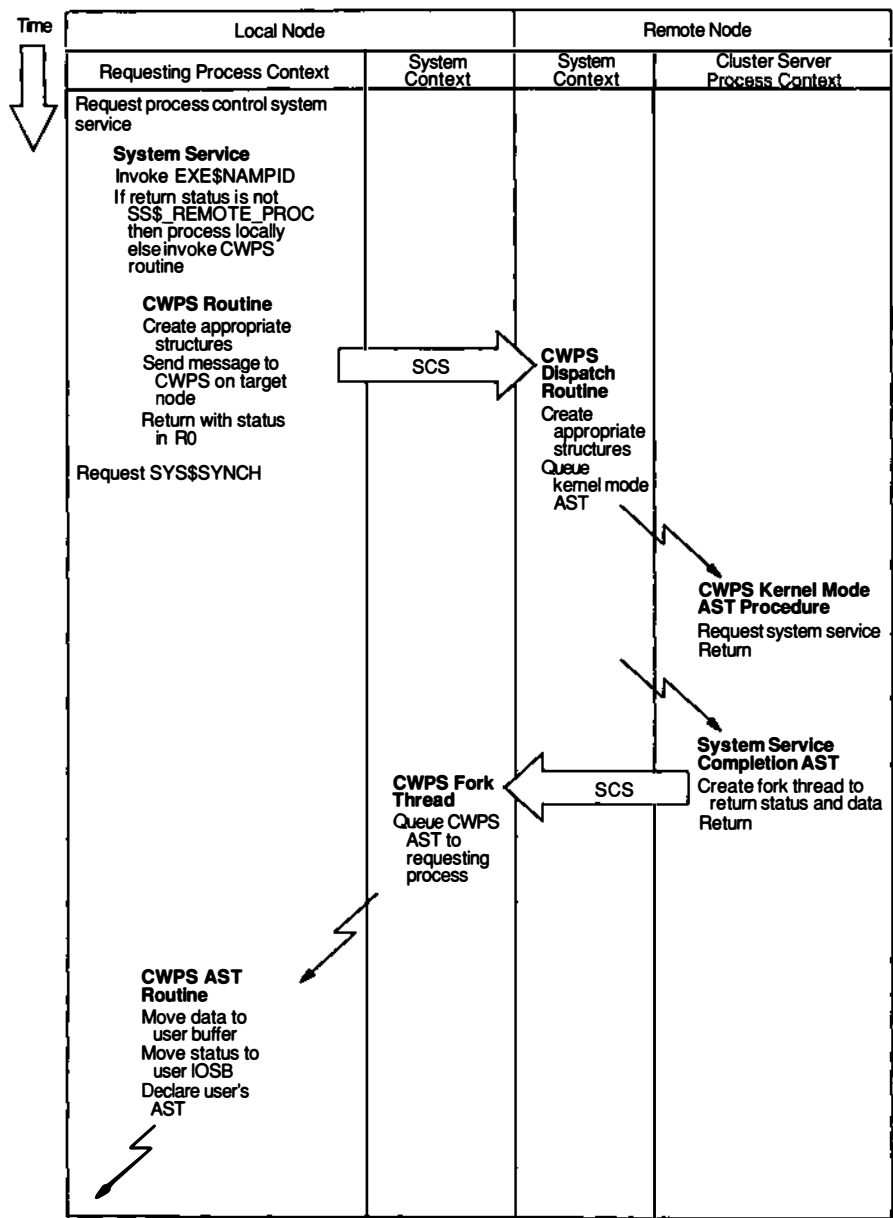 Time
Local Node
Remote Node
Requesting Process Context
System
Context
System
Context
Cluster Server
Process Context
Request process control system
service
System Service
Invoke EXE$NAMPID
If return status is not
SS$_REMOTE_PROC
then process locally
else invoke CWPS
routine
CWPS Routine
Create appropriate
structures
Send message to
CWPS on target
node
Return with status
in R0
Request SYS$SYNCH
SCS
CWPS
Dispatch
Routine
Create
appropriate
structures
Queue
kernel mode
AST
CWPS Kernel Mode
AST Procedure
Request system service
Return
System Service
Completion AST
Create fork thread to
return status and data
Return
SCS
CWPS Fork
Thread
Queue CWPS
AST to
requesting
process
CWPS AST
Routine
Move data to
user buffer
Move status to
user IOSB
Declare user's
AST